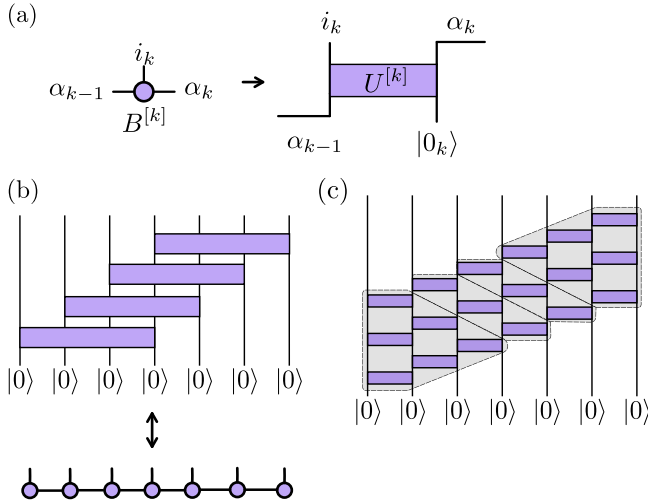 (a)
i_k
α_{k−1} α_k
B^{[k]}
i_k α_k
U^{[k]}
α_{k−1} |0_k⟩
(b)
|0⟩ |0⟩ |0⟩ |0⟩ |0⟩ |0⟩ |0⟩
(c)
|0⟩ |0⟩ |0⟩ |0⟩ |0⟩ |0⟩ |0⟩